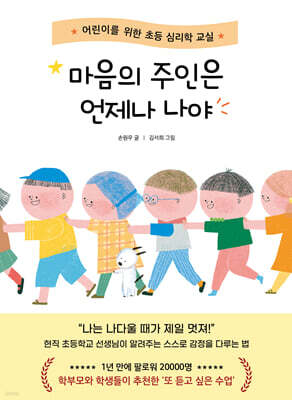 ★ 어린이를 위한 초등 심리학 교실 ★
마음의 주인은
언제나 나야
손원우 글 | 김서희 그림
“나는 나다울 때가 제일 멋져!”
현직 초등학교 선생님이 알려주는 스스로 감정을 다루는 법
★★★★★ 1년 만에 팔로워 20000명 ★★★★★
학부모와 학생들이 추천한 ‘또 듣고 싶은 수업’